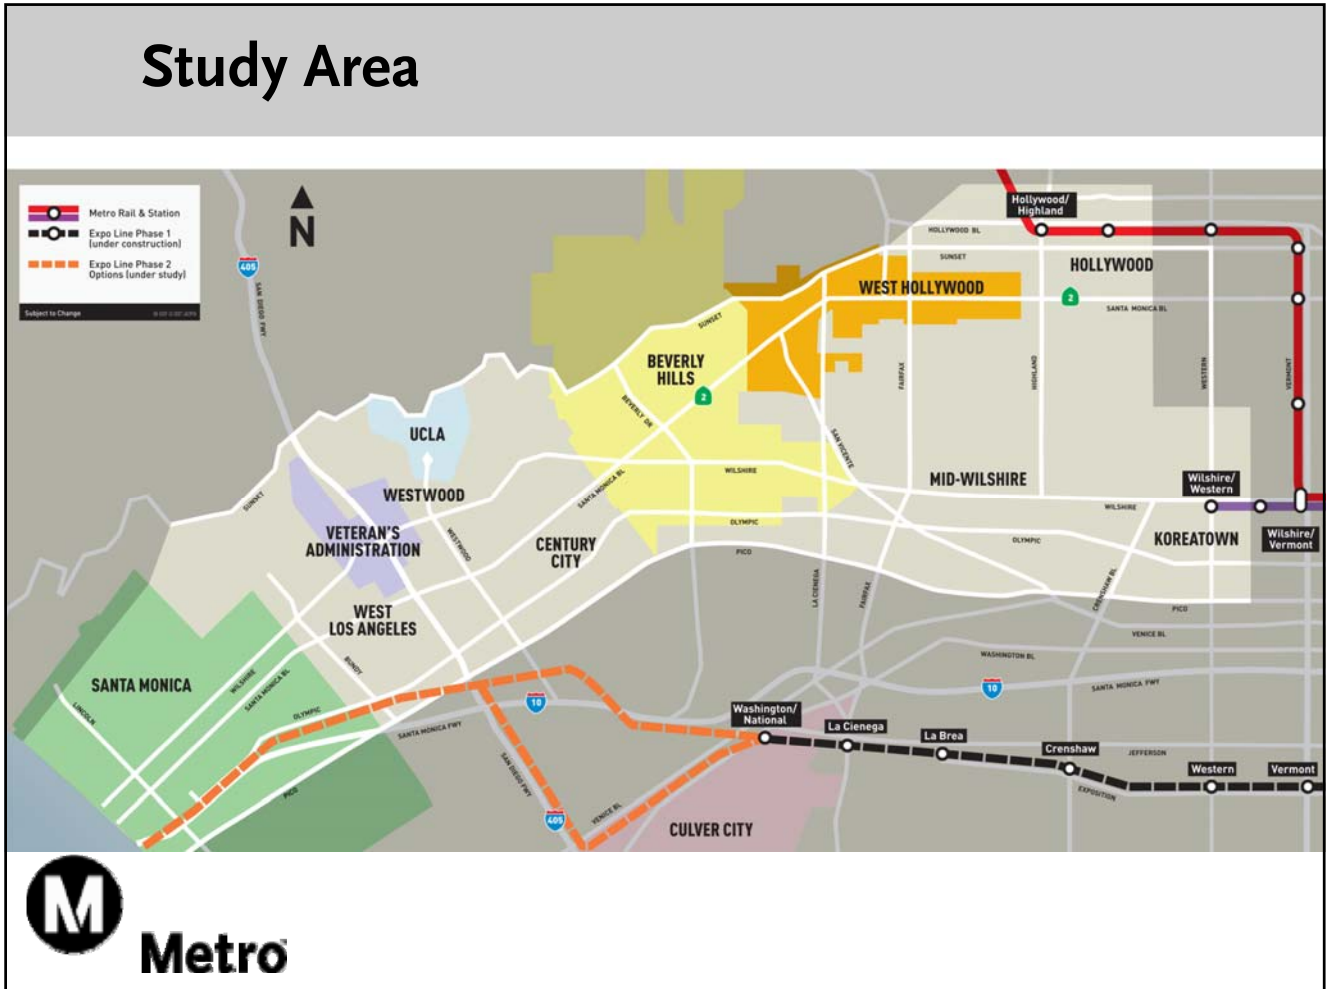 Study Area
Metro Rail & Station
Expo Line Phase 1
(under construction)
Expo Line Phase 2
Options (under study)
Subject to Change
N
405
SAN DIEGO FWY
Hollywood/
Highland
HOLLYWOOD BL
SUNSET
HOLLYWOOD
WEST HOLLYWOOD
2
SANTA MONICA BL
SUNSET
BEVERLY
HILLS
2
BEVERLY DR
FAIRFAX
HIGHLAND
WESTERN
VERMONT
UCLA
SAN VICENTE
WILSHIRE
SANTA MONICA BL
MID-WILSHIRE
Wilshire/
Western
WESTWOOD
SUNSET
WILSHIRE
OLYMPIC
VETERAN'S
ADMINISTRATION
WESTWOOD
CENTURY
CITY
OLYMPIC
KOREATOWN
Wilshire/
Vermont
PICO
LA CIENEGA
FAIRFAX
CRENSHAW BL
PICO
WEST
LOS ANGELES
VENICE BL
WASHINGTON BL
BUNDY
SANTA MONICA
WILSHIRE
SANTA MONICA BL
10
10
SANTA MONICA FWY
LINCOLN
OLYMPIC
SANTA MONICA FWY
Washington/
National
La Cienega
La Brea
Crenshaw
JEFFERSON
Western
Vermont
SAN DIEGO FWY
PICO
EXPOSITION
VENICE BL
405
CULVER CITY
M
Metro